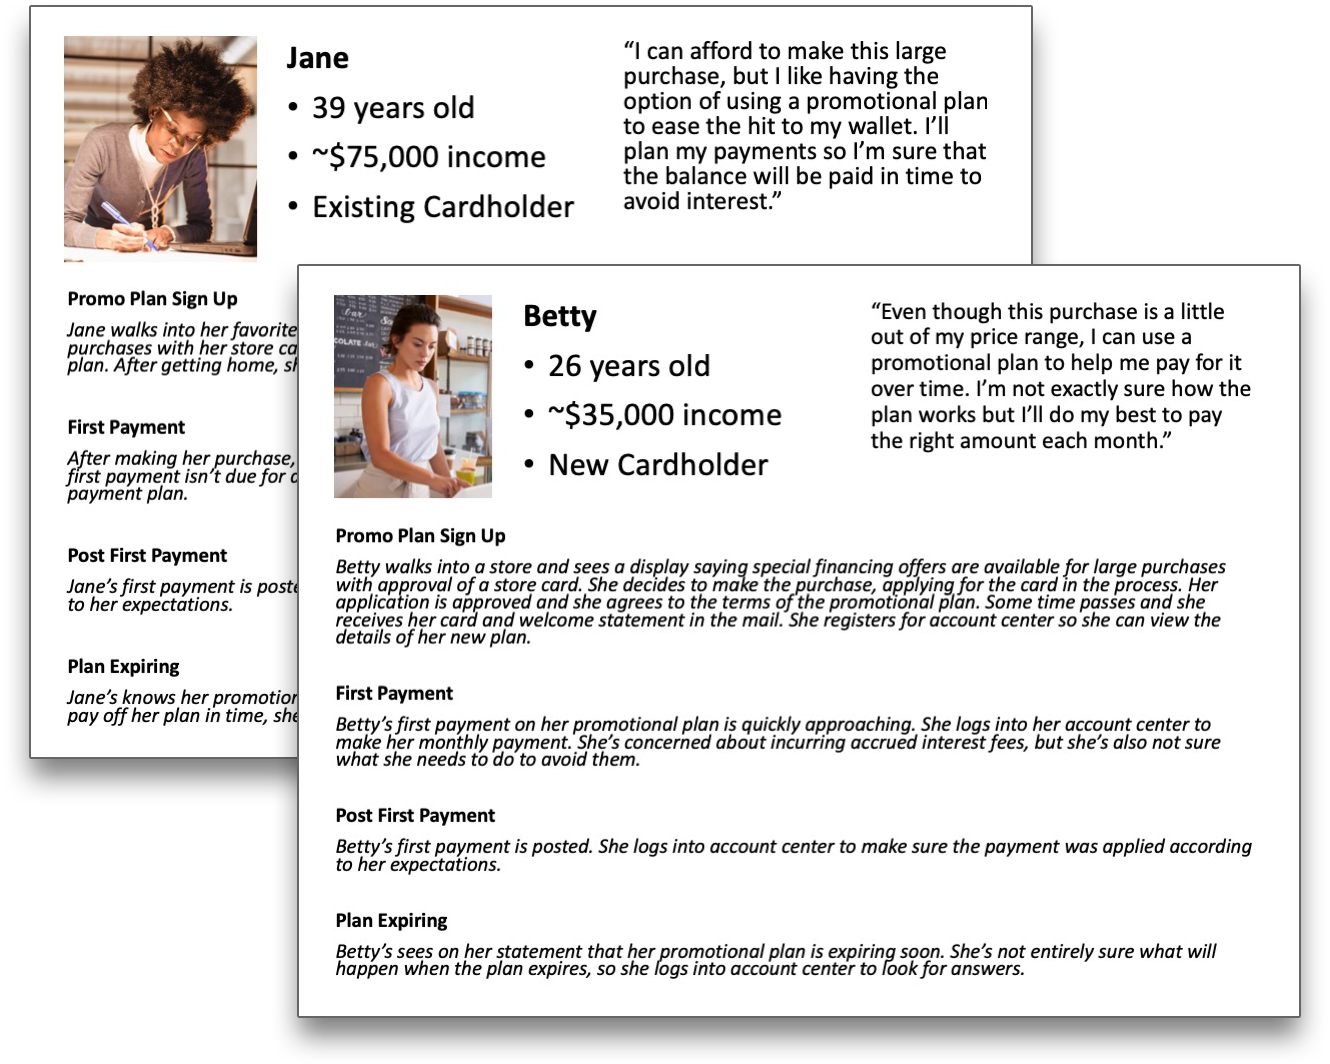 Jane
• 39 years old
• ~$75,000 income
• Existing Cardholder
“I can afford to make this large
purchase, but I like having the
option of using a promotional plan
to ease the hit to my wallet. I’ll
plan my payments so I’m sure that
the balance will be paid in time to
avoid interest.”
Promo Plan Sign Up
Jane walks into her favorite
purchases with her store
plan. After getting home,
First Payment
After making her purchase,
first payment isn’t due for
payment plan.
Post First Payment
Jane’s first payment is
to her expectations.
Plan Expiring
Jane’s knows her
pay off her plan in time,
Betty
• 26 years old
• ~$35,000 income
• New Cardholder
“Even though this purchase is a little
out of my price range, I can use a
promotional plan to help me pay for it
over time. I’m not exactly sure how the
plan works but I’ll do my best to pay
the right amount each month.”
Promo Plan Sign Up
Betty walks into a store and sees a display saying special financing offers are available for large purchases
with approval of a store card. She decides to make the purchase, applying for the card in the process. Her
application is approved and she agrees to the terms of the promotional plan. Some time passes and she
receives her card and welcome statement in the mail. She registers for account center so she can view the
details of her new plan.
First Payment
Betty’s first payment on her promotional plan is quickly approaching. She logs into her account center to
make her monthly payment. She’s concerned about incurring accrued interest fees, but she’s also not sure
what she needs to do to avoid them.
Post First Payment
Betty’s first payment is posted. She logs into account center to make sure the payment was applied according
to her expectations.
Plan Expiring
Betty’s sees on her statement that her promotional plan is expiring soon. She’s not entirely sure what will
happen when the plan expires, so she logs into account center to look for answers.